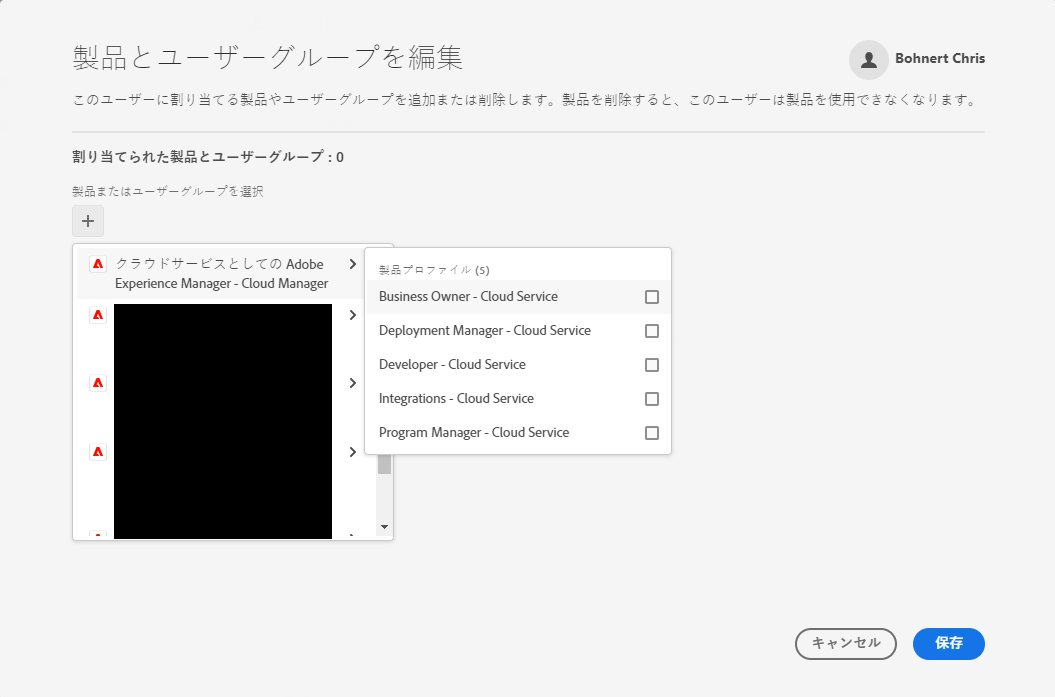 製品とユーザーグループを編集
Bohnert Chris
このユーザーに割り当てる製品やユーザーグループを追加または削除します。製品を削除すると、このユーザーは製品を使用できなくなります。
割り当てられた製品とユーザーグループ : 0
製品またはユーザーグループを選択
クラウドサービスとしての Adobe
Experience Manager - Cloud Manager
製品プロファイル (5)
Business Owner - Cloud Service
Deployment Manager - Cloud Service
Developer - Cloud Service
Integrations - Cloud Service
Program Manager - Cloud Service
キャンセル
保存